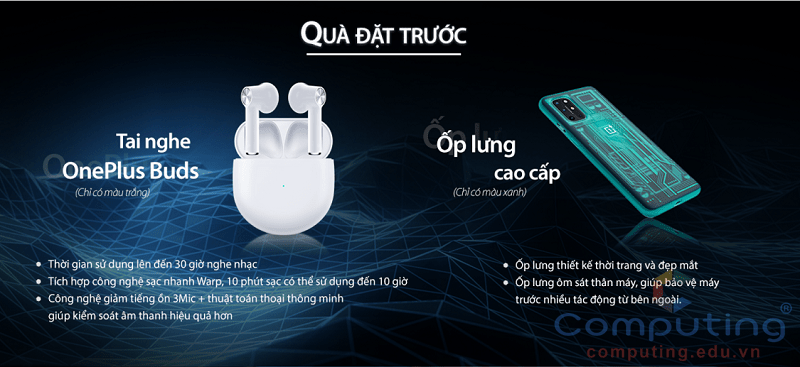 QUÀ ĐẶT TRƯỚC
Tai nghe
OnePlus Buds
(Chỉ có màu trắng)
Ốp lưng
cao cấp
(Chỉ có màu xanh)
Thời gian sử dụng lên đến 30 giờ nghe nhạc
Tích hợp công nghệ sạc nhanh Warp, 10 phút sạc có thể sử dụng đến 10 giờ
Công nghệ giảm tiếng ồn 3Mic + thuật toán thoại thông minh
giúp kiểm soát âm thanh hiệu quả hơn
Ốp lưng thiết kế thời trang và đẹp mắt
Ốp lưng ôm sát thân máy, giúp bảo vệ máy
trước nhiều tác động từ bên ngoài.
Computing®
computing.edu.vn